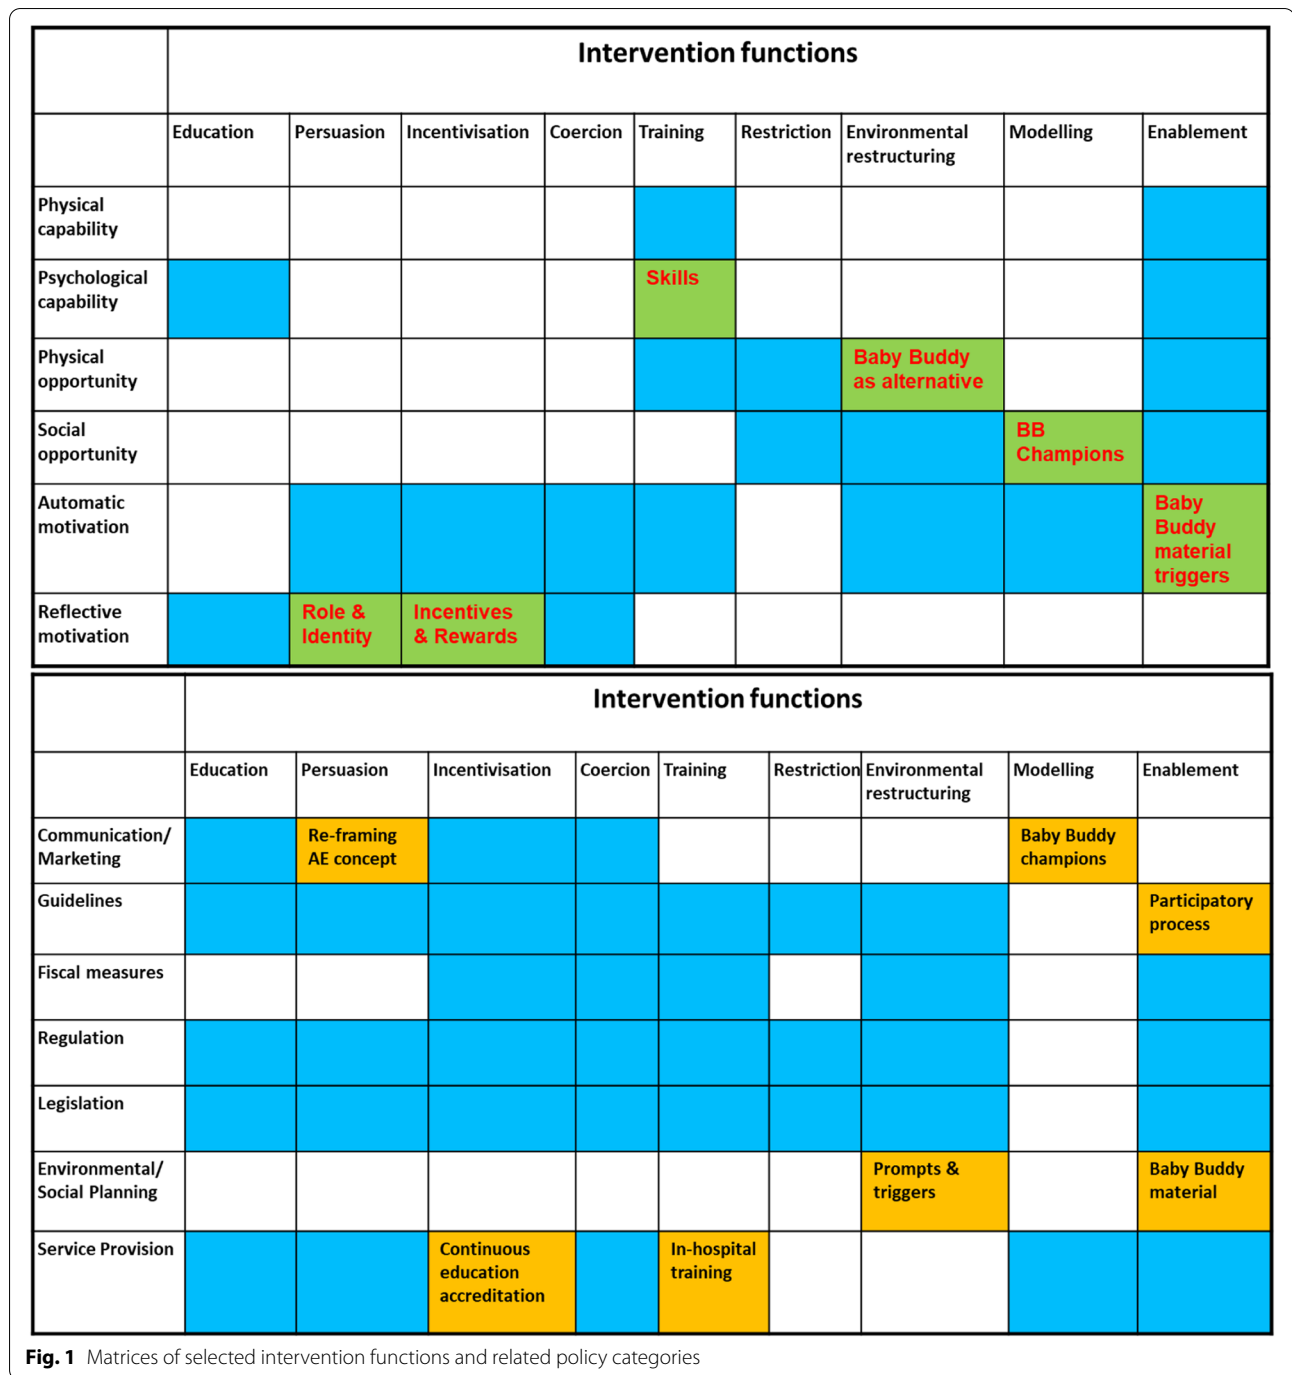 Intervention functions
Education Persuasion Incentivisation Coercion Training Restriction Environmental Modelling Enablement
restructuring
Physical
capability
Psychological Skills
capability
Physical Baby Buddy
opportunity as alternative
Social BB
opportunity Champions
Automatic Baby
motivation Buddy
material
triggers
Reflective Role & Incentives
motivation Identity & Rewards
Intervention functions
Education Persuasion Incentivisation Coercion Training Restriction Environmental Modelling Enablement
restructuring
Communication/ Re-framing Baby Buddy
Marketing AE concept champions
Guidelines Participatory
process
Fiscal measures
Regulation
Legislation
Environmental/ Prompts & Baby Buddy
Social Planning triggers material
Service Provision Continuous In-hospital
education training
accreditation
Fig. 1 Matrices of selected intervention functions and related policy categories